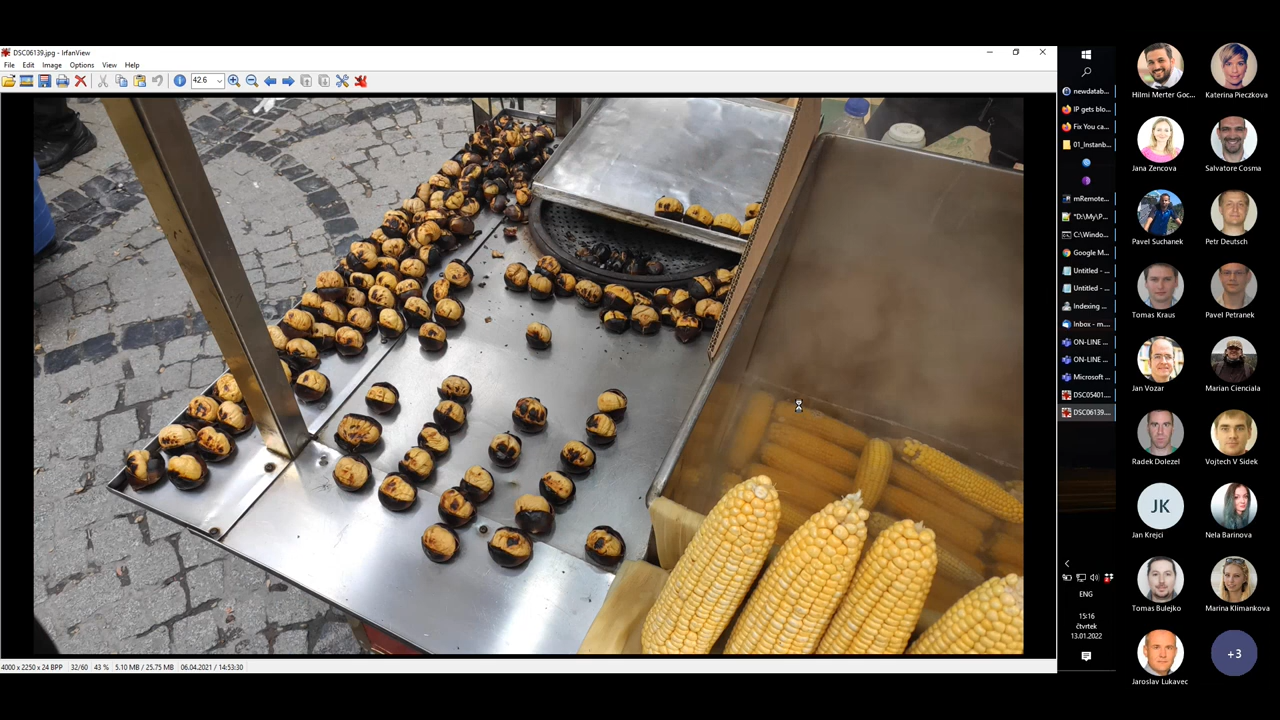 DSC06139.jpg - IrfanView
File Edit Image Options View Help
42.6
4000 x 2250 x 24 BPP 32/60 43 % 5.10 MB / 25.75 MB 06.04.2021 / 14:53:30
newdatab...
IP gets blo...
Fix You ca...
01_Instanb...
mRemote...
*D:\My\P...
C:\Windo...
Google M...
Untitled - ...
Untitled - ...
Indexing ...
Inbox - m...
ON-LINE ...
ON-LINE ...
Microsoft ...
DSC05401....
DSC06139....
ENG
15:16
čtvrtek
13.01.2022
Hilmi Merter Goc... Katerina Pieczkova
Jana Zencova Salvatore Cosma
Pavel Suchanek Petr Deutsch
Tomas Kraus Pavel Petranek
Jan Vozar Marian Cienciala
Radek Dolezel Vojtech V Sidek
JK
Jan Krejci Nela Barinova
Tomas Bulejko Marina Klimankova
+3
Jaroslav Lukavec